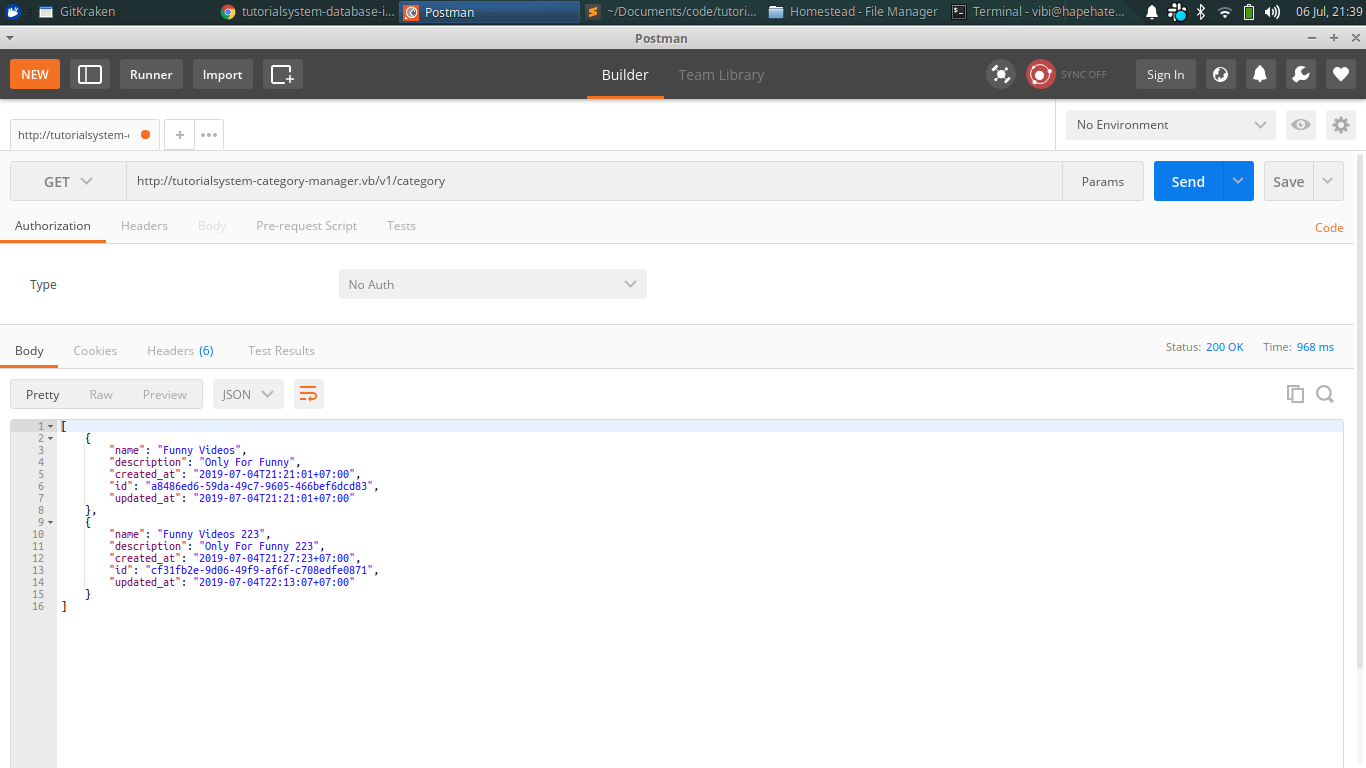 GitKraken tutorialsystem-database-i... Postman ~/Documents/code/tutori... Homestead - File Manager Terminal - vibi@hapehate... 06 Jul, 21:39
Postman
NEW Runner Import Builder Team Library SYNC OFF Sign In
http://tutorialsystem- + ••• No Environment
GET http://tutorialsystem-category-manager.vb/v1/category Params Send Save
Authorization Headers Body Pre-request Script Tests Code
Type No Auth
Body Cookies Headers (6) Test Results Status: 200 OK Time: 968 ms
Pretty Raw Preview JSON
1 [
2 {
3 "name": "Funny Videos",
4 "description": "Only For Funny",
5 "created_at": "2019-07-04T21:21:01+07:00",
6 "id": "a8486ed6-59da-49c7-9605-466bef6dcd83",
7 "updated_at": "2019-07-04T21:21:01+07:00"
8 },
9 {
10 "name": "Funny Videos 223",
11 "description": "Only For Funny 223",
12 "created_at": "2019-07-04T21:27:23+07:00",
13 "id": "cf31fb2e-9d06-49f9-af6f-c708edfe0871",
14 "updated_at": "2019-07-04T22:13:07+07:00"
15 }
16 ]